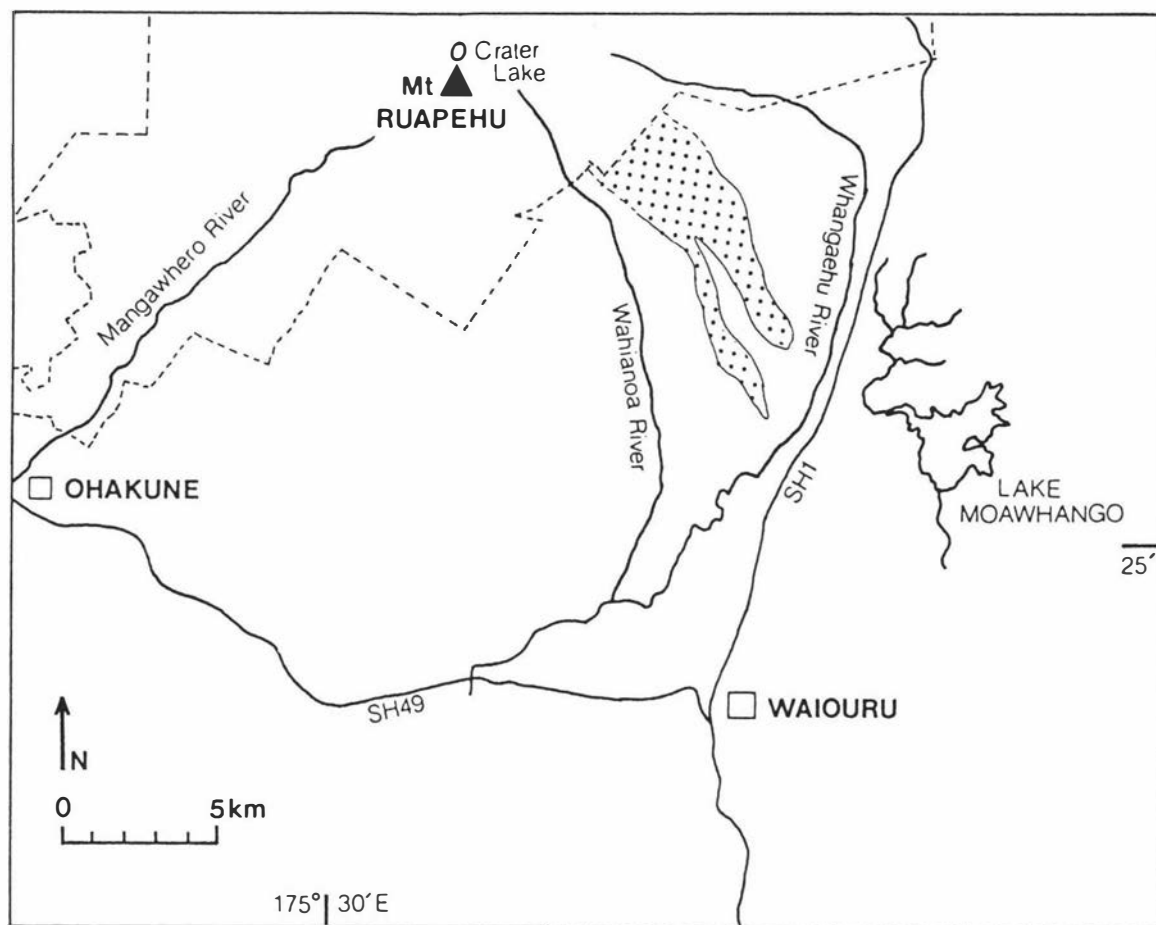 O Crater
Lake
Mt
RUAPEHU
Mangawhero River
Wahianoa River
Whangaehu River
OHAKUNE
SH1
LAKE
MOAWHANGO
25′
SH49
WAIOURU
N
0 5km
175° 30′E